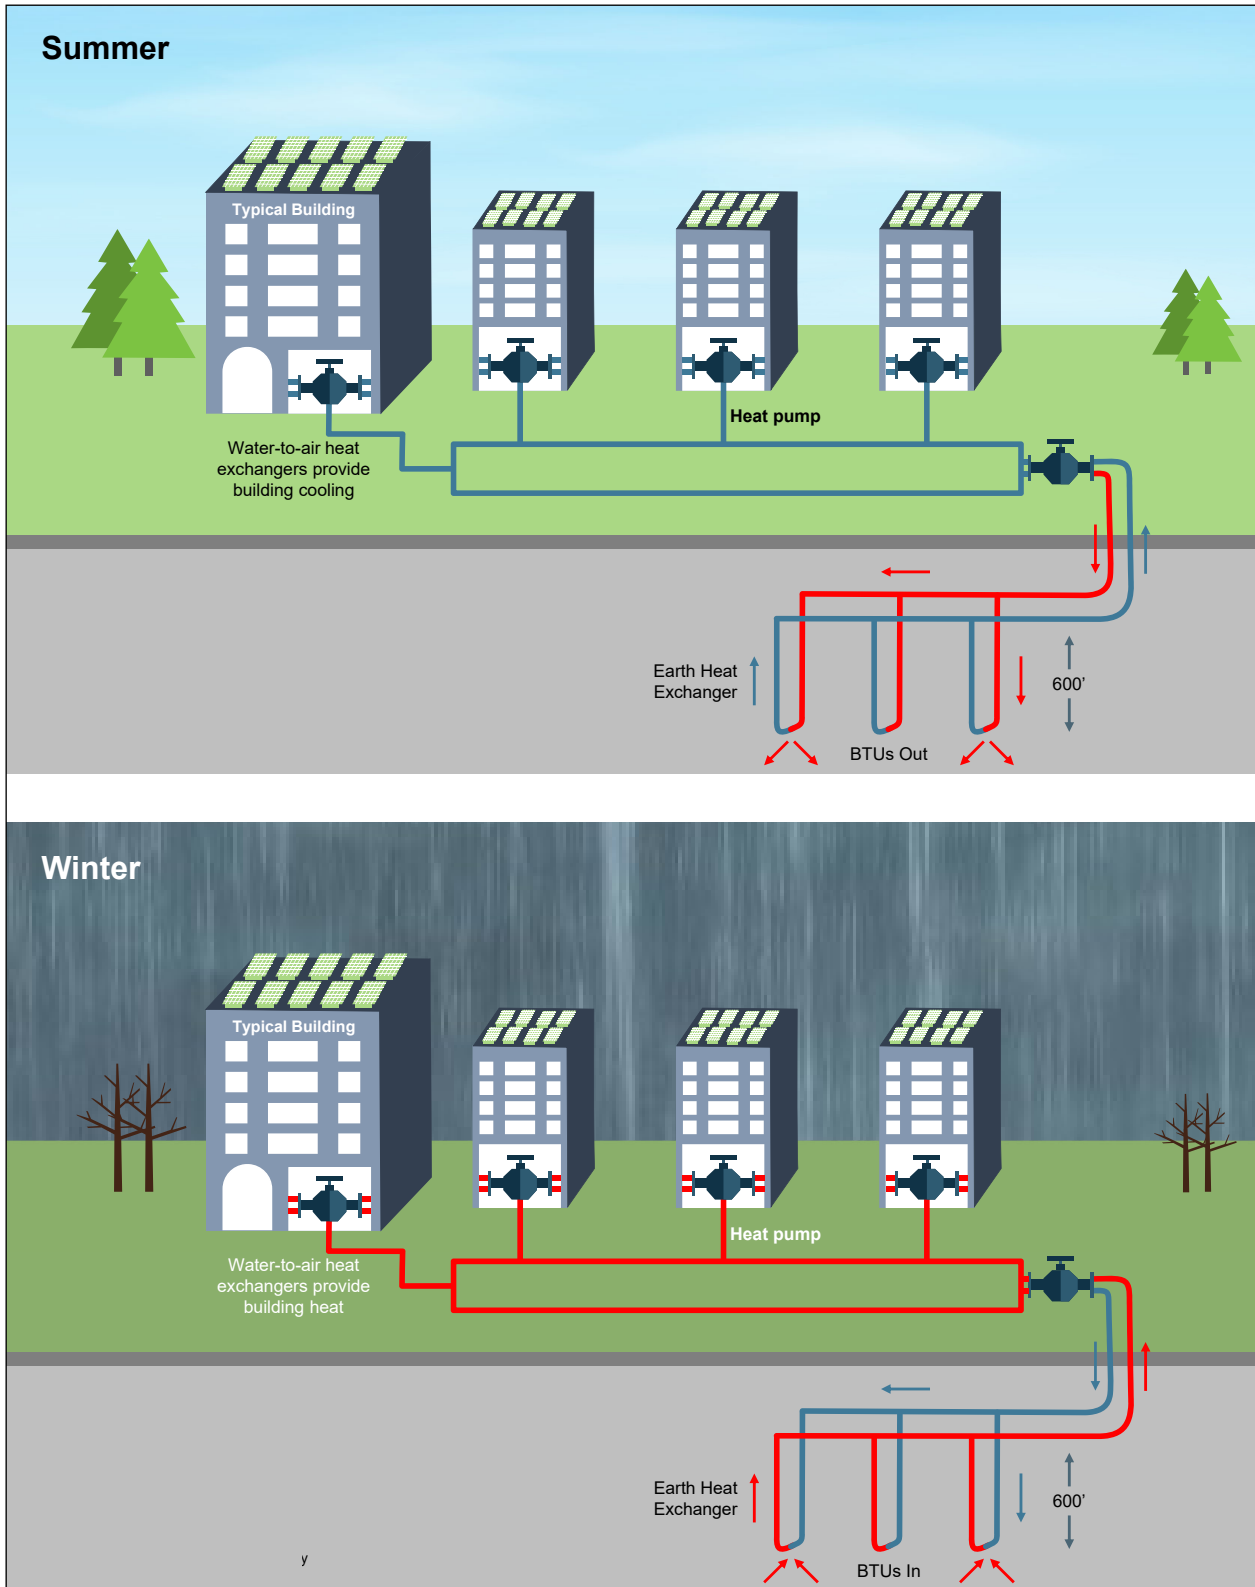 Summer
Typical Building
Heat pump
Water-to-air heat
exchangers provide
building cooling
Earth Heat
Exchanger
600’
BTUs Out
Winter
Typical Building
Heat pump
Water-to-air heat
exchangers provide
building heat
Earth Heat
Exchanger
600’
BTUs In
y